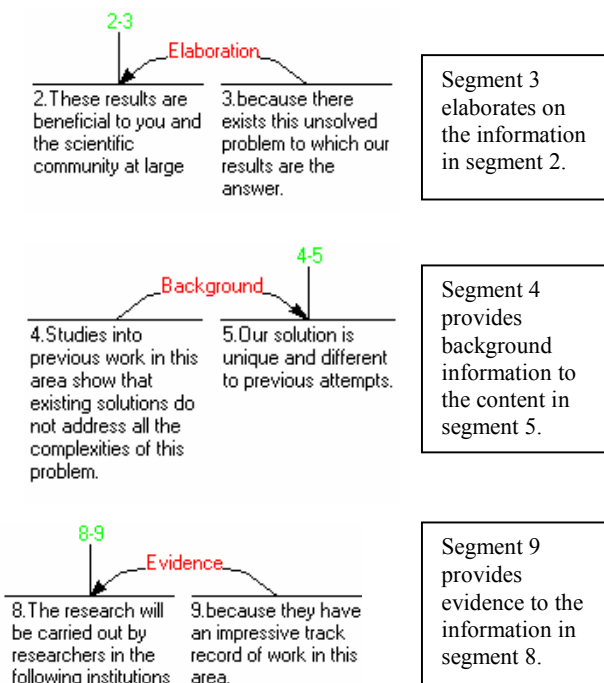 2-3
Elaboration
2.These results are
beneficial to you and
the scientific
community at large
3.because there
exists this unsolved
problem to which our
results are the
answer.
Segment 3
elaborates on
the information
in segment 2.
4-5
Background
4.Studies into
previous work in this
area show that
existing solutions do
not address all the
complexities of this
problem.
5.Our solution is
unique and different
to previous attempts.
Segment 4
provides
background
information to
the content in
segment 5.
8-9
Evidence
8.The research will
be carried out by
researchers in the
following institutions
9.because they have
an impressive track
record of work in this
area.
Segment 9
provides
evidence to the
information in
segment 8.